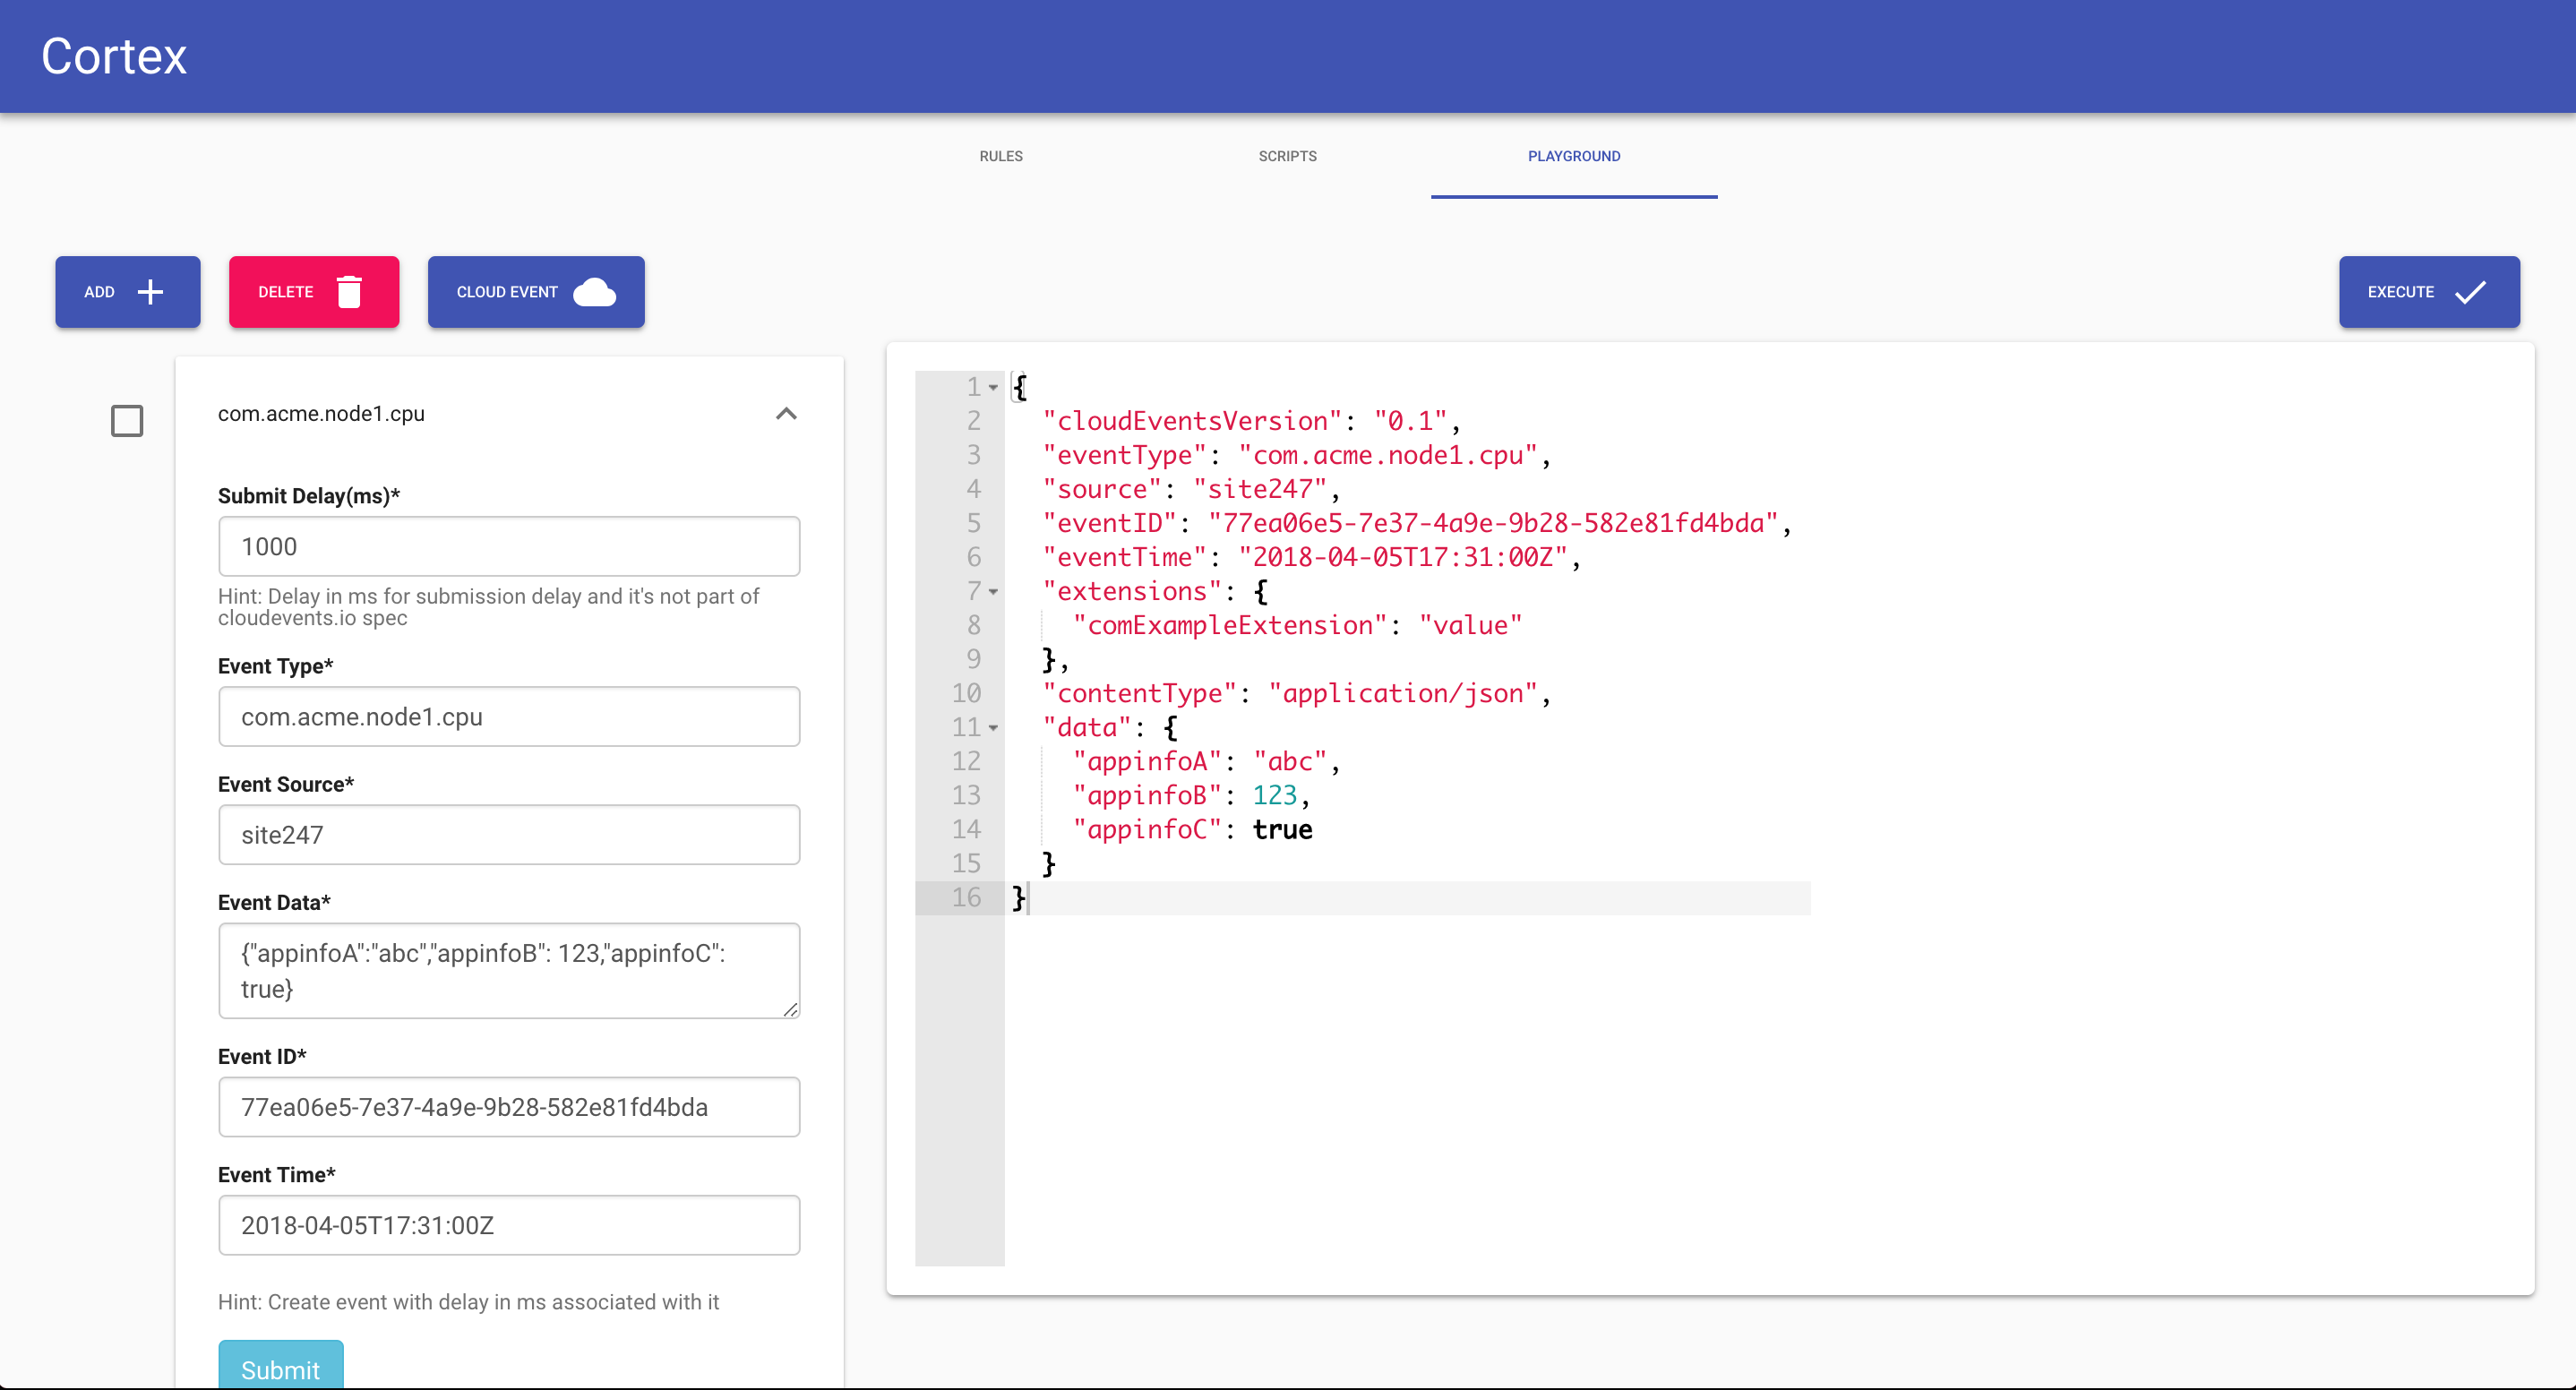 Cortex
RULES
SCRIPTS
PLAYGROUND
ADD
DELETE
CLOUD EVENT
EXECUTE
com.acme.node1.cpu
Submit Delay(ms)*
1000
Hint: Delay in ms for submission delay and it's not part of
cloudevents.io spec
Event Type*
com.acme.node1.cpu
Event Source*
site247
Event Data*
{"appinfoA":"abc","appinfoB": 123,"appinfoC":
true}
Event ID*
77ea06e5-7e37-4a9e-9b28-582e81fd4bda
Event Time*
2018-04-05T17:31:00Z
Hint: Create event with delay in ms associated with it
Submit
1 {
2 "cloudEventsVersion": "0.1",
3 "eventType": "com.acme.node1.cpu",
4 "source": "site247",
5 "eventID": "77ea06e5-7e37-4a9e-9b28-582e81fd4bda",
6 "eventTime": "2018-04-05T17:31:00Z",
7 "extensions": {
8 "comExampleExtension": "value"
9 },
10 "contentType": "application/json",
11 "data": {
12 "appinfoA": "abc",
13 "appinfoB": 123,
14 "appinfoC": true
15 }
16 }